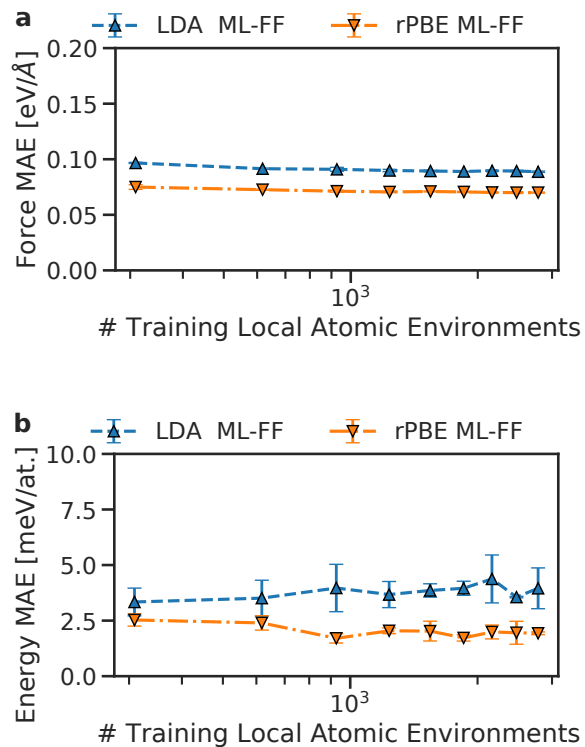 a
LDA ML-FF rPBE ML-FF
Force MAE [eV/Å]
0.20
0.15
0.10
0.05
0.00
10³
# Training Local Atomic Environments
b
LDA ML-FF rPBE ML-FF
Energy MAE [meV/at.]
10.0
7.5
5.0
2.5
0.0
10³
# Training Local Atomic Environments